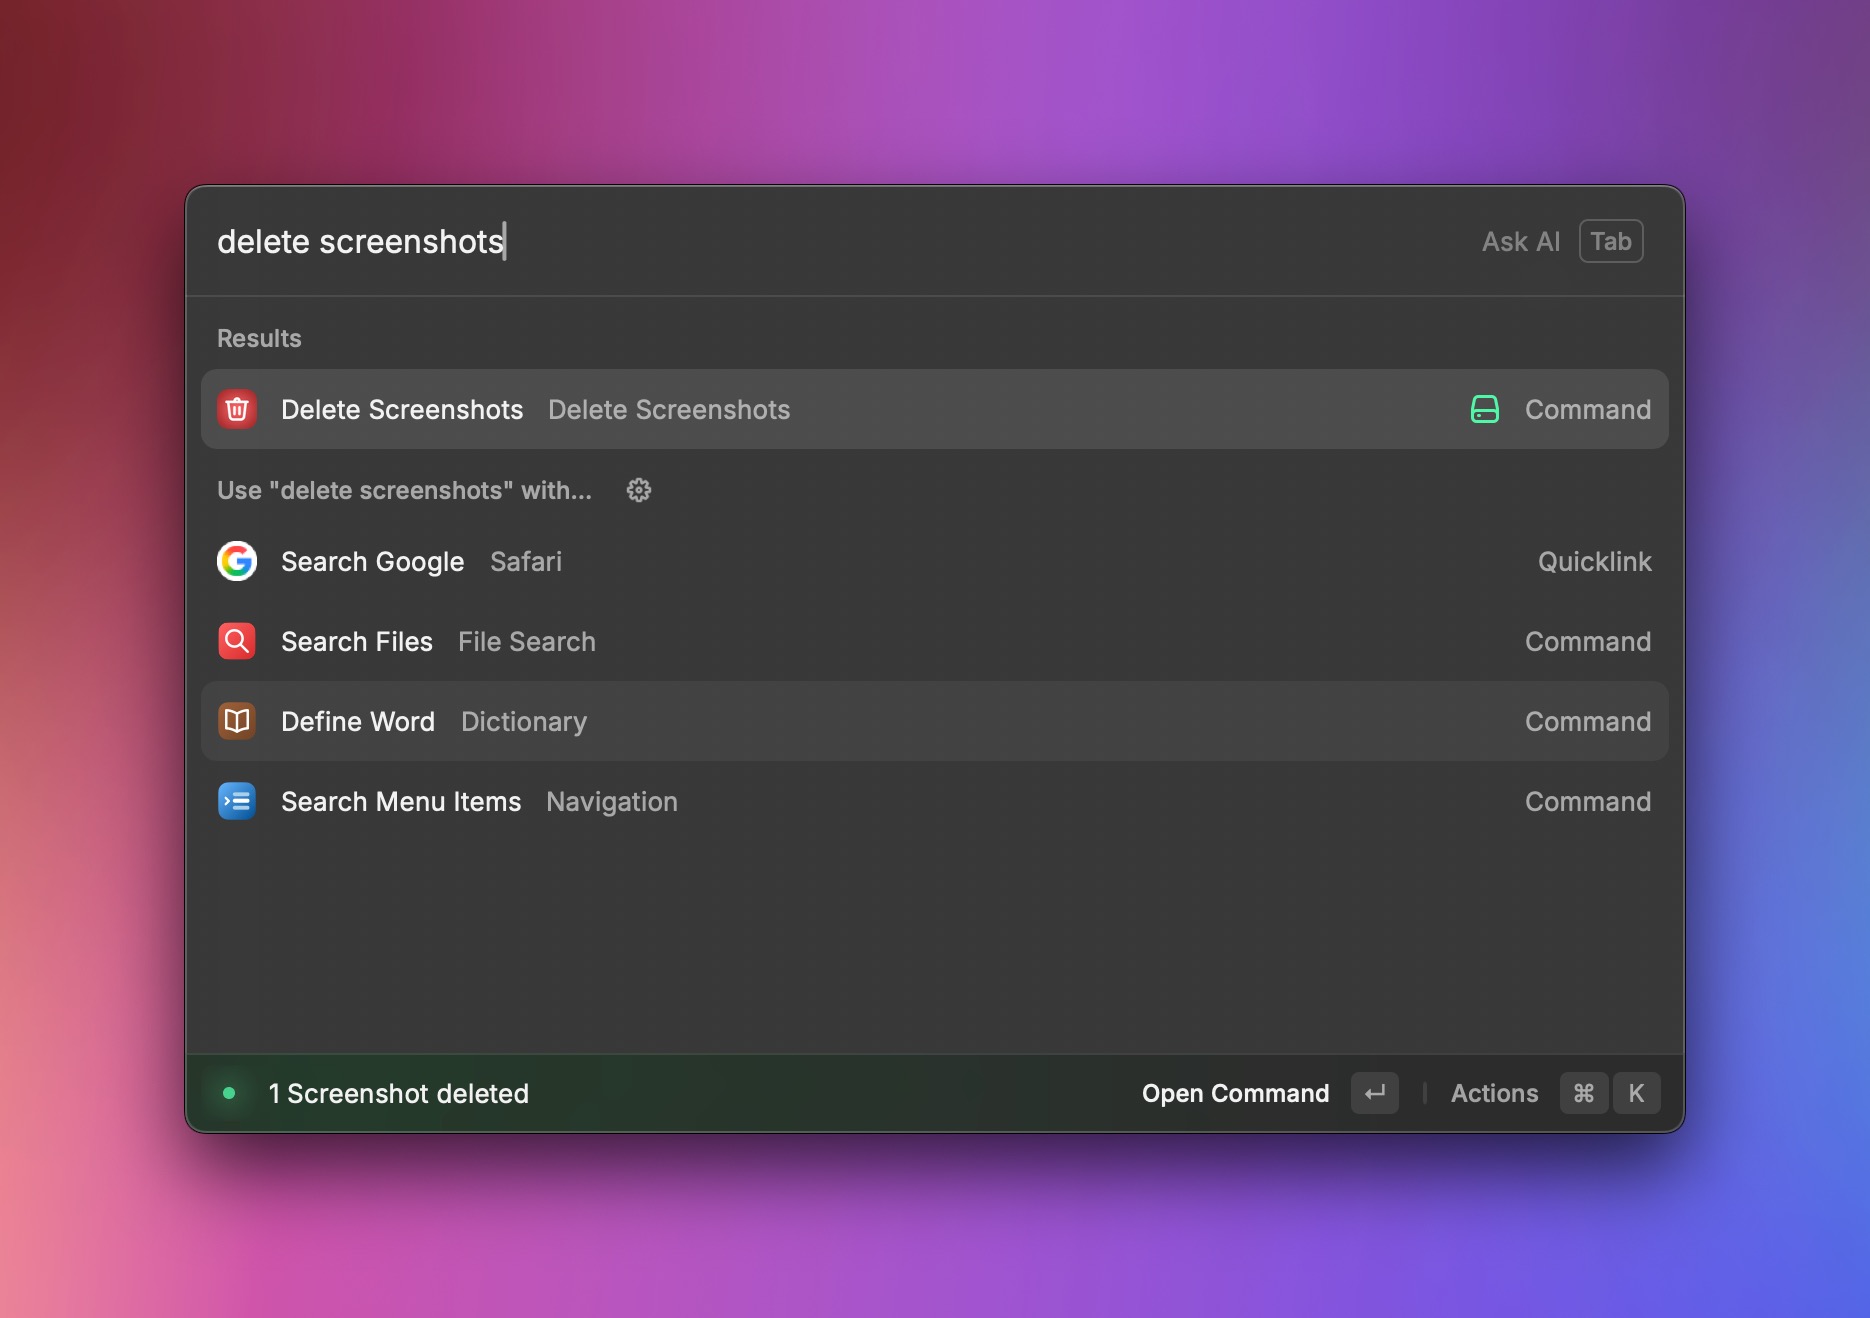 delete screenshots Ask AI Tab
Results
Delete Screenshots Delete Screenshots Command
Use "delete screenshots" with...
Search Google Safari Quicklink
Search Files File Search Command
Define Word Dictionary Command
Search Menu Items Navigation Command
1 Screenshot deleted Open Command ↵ Actions ⌘ K